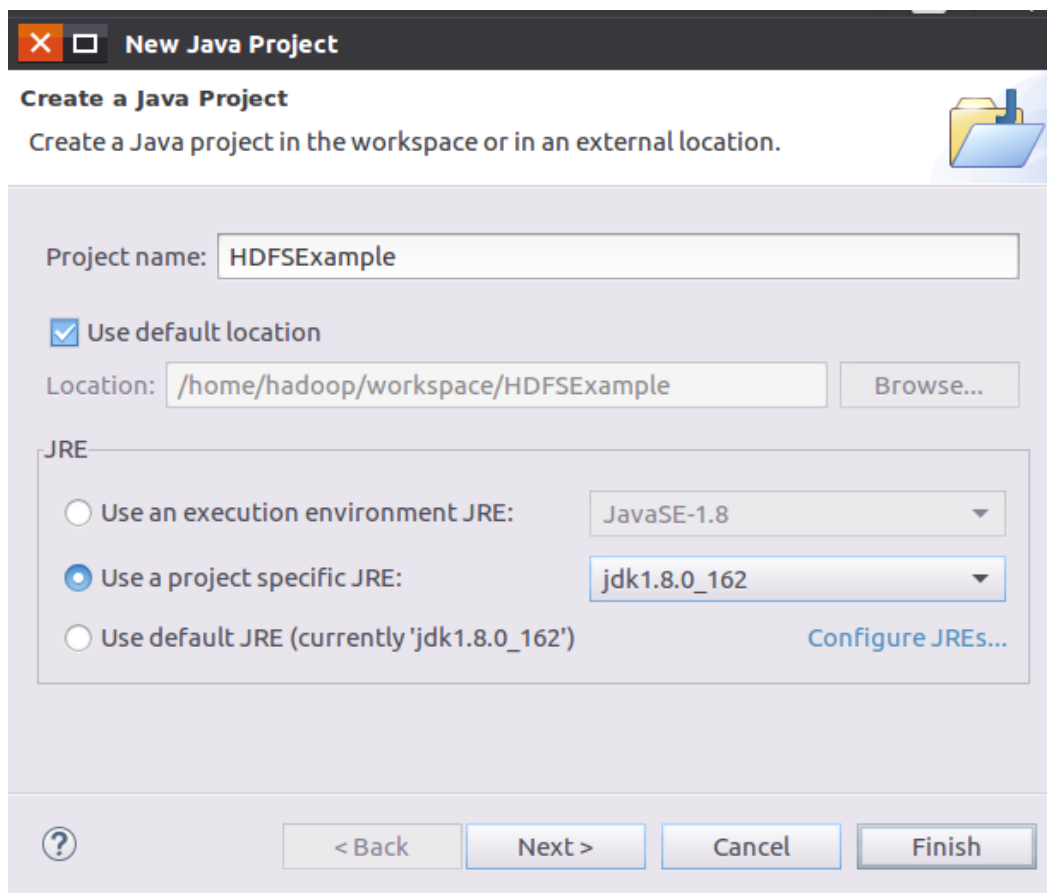 New Java Project
Create a Java Project
Create a Java project in the workspace or in an external location.
Project name: HDFSExample
Use default location
Location: /home/hadoop/workspace/HDFSExample Browse...
JRE
Use an execution environment JRE: JavaSE-1.8
Use a project specific JRE: jdk1.8.0_162
Use default JRE (currently 'jdk1.8.0_162') Configure JREs...
? < Back Next > Cancel Finish